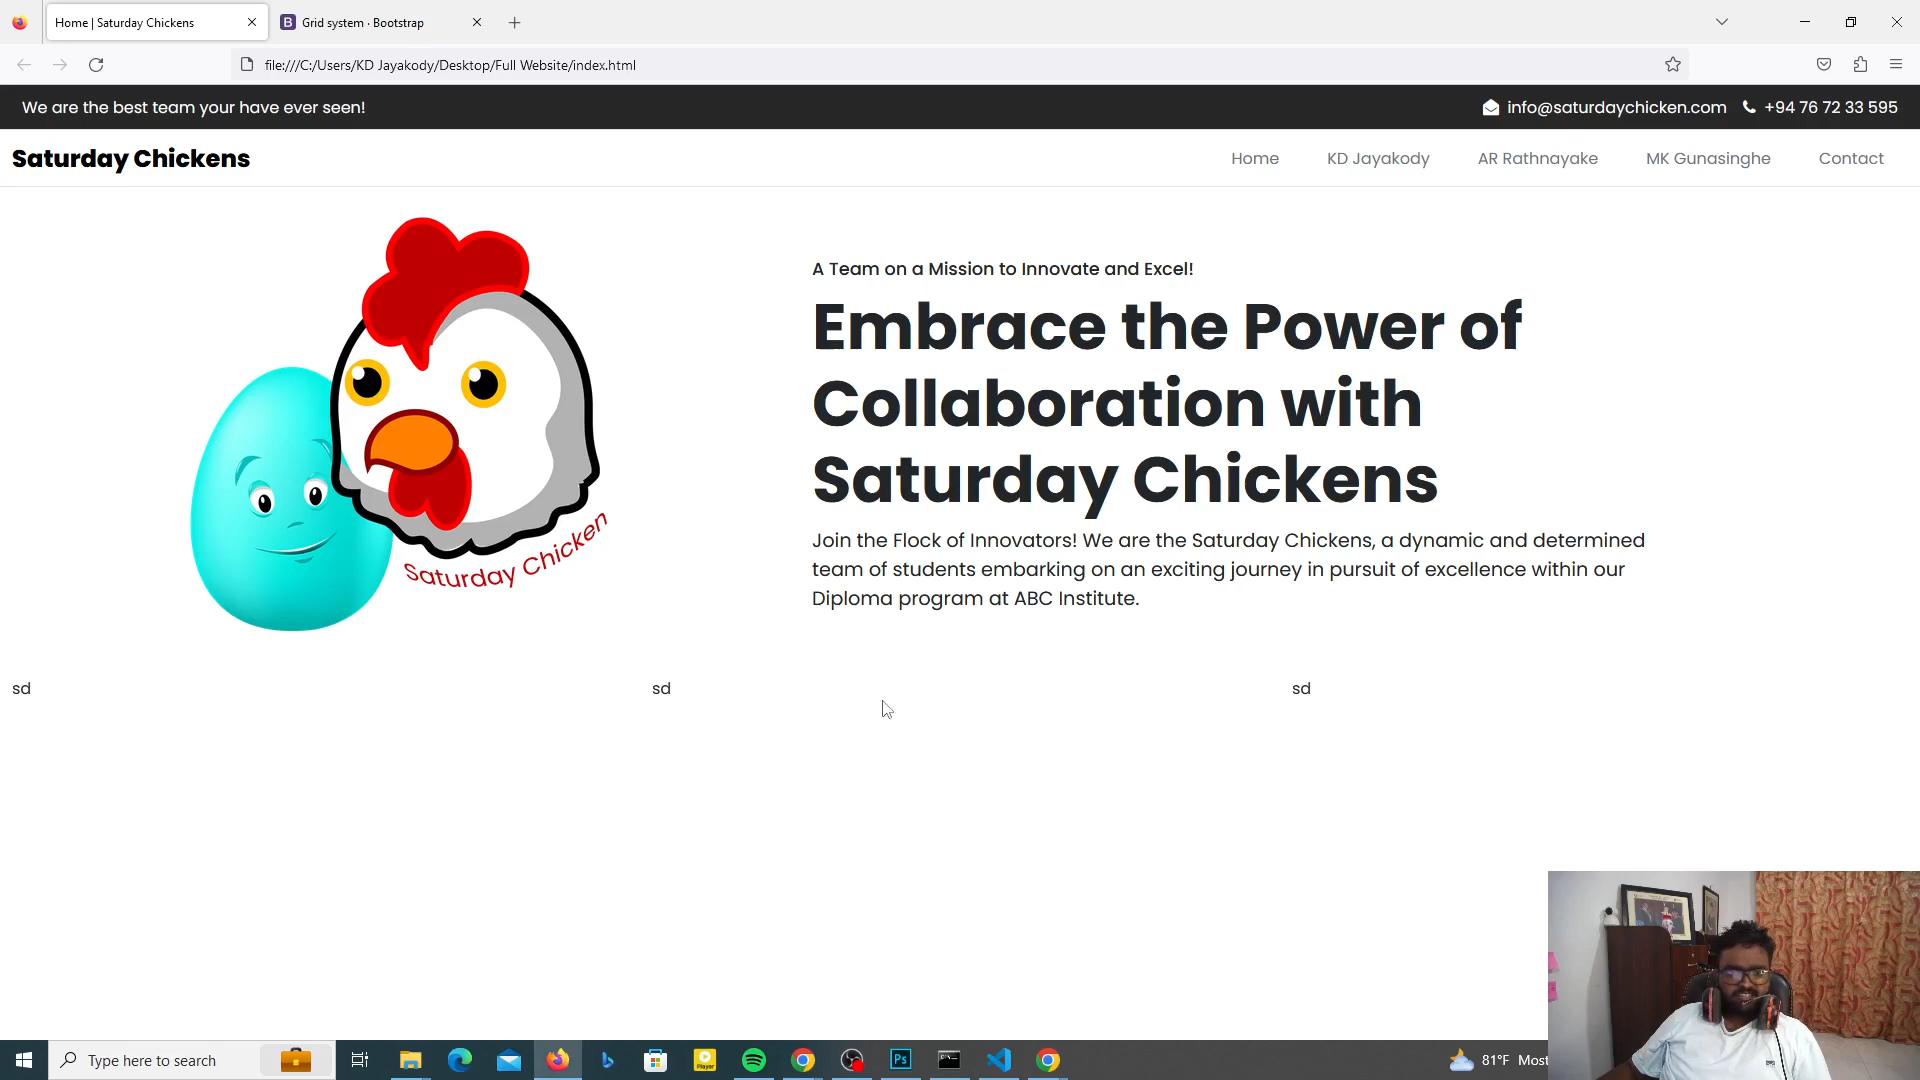 Home | Saturday Chickens
Grid system · Bootstrap
file:///C:/Users/KD Jayakody/Desktop/Full Website/index.html
We are the best team your have ever seen!
info@saturdaychicken.com
+94 76 72 33 595
Saturday Chickens
Home
KD Jayakody
AR Rathnayake
MK Gunasinghe
Contact
A Team on a Mission to Innovate and Excel!
Embrace the Power of
Collaboration with
Saturday Chickens
Saturday Chicken
Join the Flock of Innovators! We are the Saturday Chickens, a dynamic and determined
team of students embarking on an exciting journey in pursuit of excellence within our
Diploma program at ABC Institute.
sd
sd
sd
Type here to search
Player
Ps
81°F Most